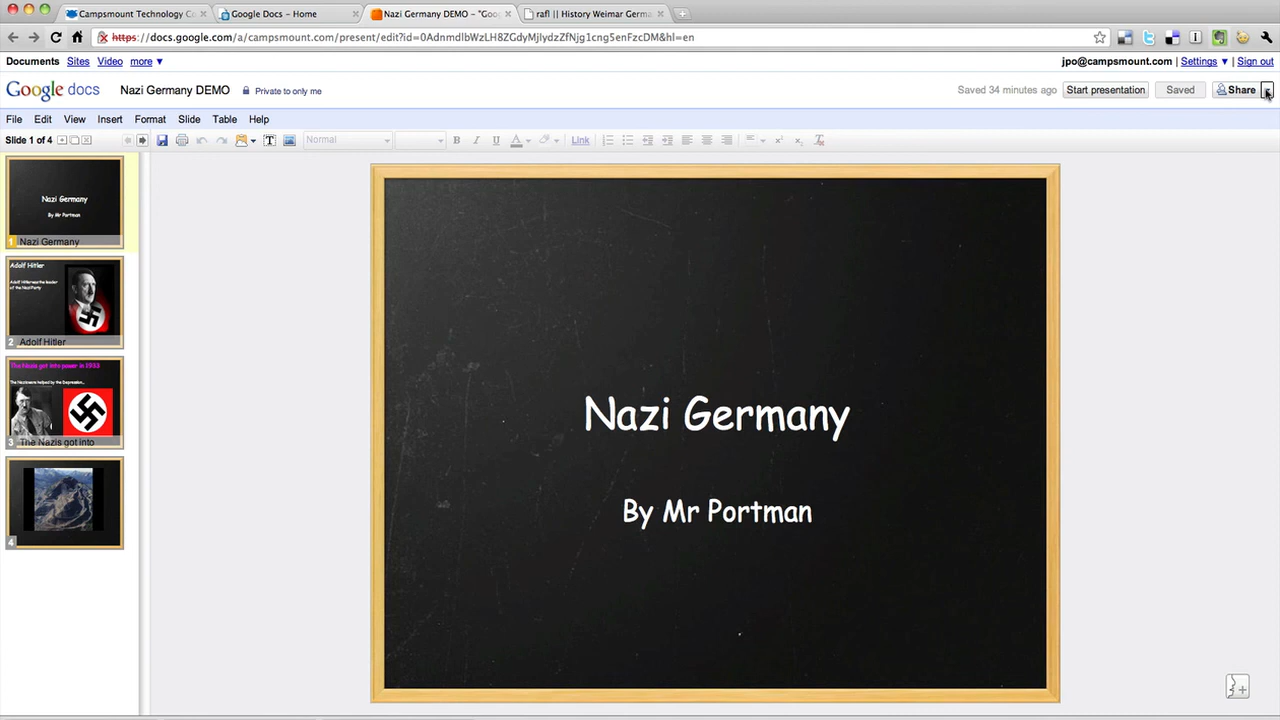 Campsmount Technology C
Google Docs - Home
Nazi Germany DEMO - "Goo
rafl || History Weimar Germa
https://docs.google.com/a/campsmount/present/edit?id=0AdnmdlbWzLH8ZGdyMjIydzZfNjg1cng5enFzcDM&hl=en
Documents Sites Video more ▼
jpo@campsmount.com | Settings ▼ | Sign out
Google docs
Nazi Germany DEMO
Private to only me
Saved 34 minutes ago
Start presentation
Saved
Share
File Edit View Insert Format Slide Table Help
Slide 1 of 4
Normal
B I U A
Link
Nazi Germany
By Mr Portman
1 Nazi Germany
Adolf Hitler
Adolf Hitler was the leader
of the Nazi Party
2 Adolf Hitler
The Nazis got into power in 1933
The Nazis were helped by the Depression...
3 The Nazis got into
4
Nazi Germany
By Mr Portman